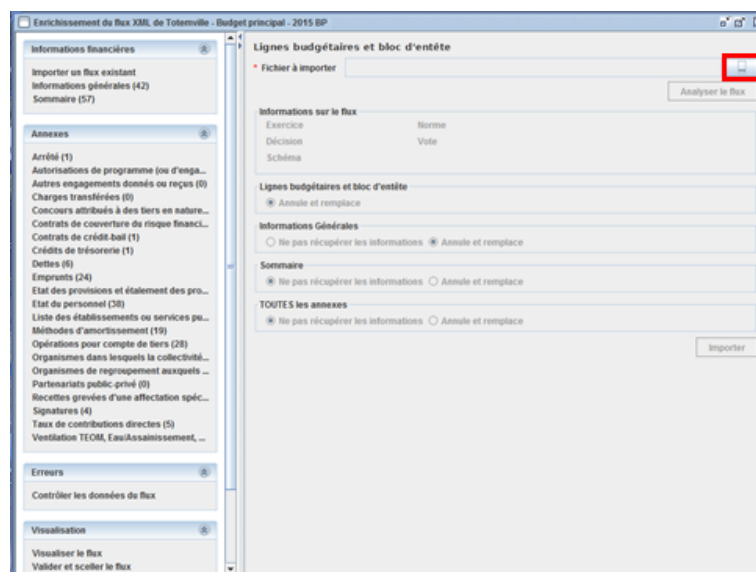 Enrichissement du flux XML de Totemville - Budget principal - 2015 BP
Informations financières
Importer un flux existant
Informations générales (42)
Sommaire (57)
Annexes
Arrêté (1)
Autorisations de programme (ou d'enga...
Autres engagements donnés ou reçus (0)
Charges transférées (0)
Concours attribués à des tiers en nature...
Contrats de couverture du risque financi...
Contrats de crédit-bail (1)
Crédits de trésorerie (1)
Dettes (6)
Emprunts (24)
Etat des provisions et étalement des pro...
Etat du personnel (38)
Liste des établissements ou services pu...
Méthodes d'amortissement (19)
Opérations pour compte de tiers (28)
Organismes dans lesquels la collectivité...
Organismes de regroupement auxquels ...
Partenariats public-privé (0)
Recettes grevées d'une affectation spéc...
Signatures (4)
Taux de contributions directes (5)
Ventilation TEOM, Eau/Assainissement, ...
Erreurs
Contrôler les données du flux
Visualisation
Visualiser le flux
Valider et sceller le flux
Lignes budgétaires et bloc d'entête
* Fichier à importer
Analyser le flux
Informations sur le flux
Exercice Norme
Décision Vote
Schéma
Lignes budgétaires et bloc d'entête
Annule et remplace
Informations Générales
Ne pas récupérer les informations Annule et remplace
Sommaire
Ne pas récupérer les informations Annule et remplace
TOUTES les annexes
Ne pas récupérer les informations Annule et remplace
Importer